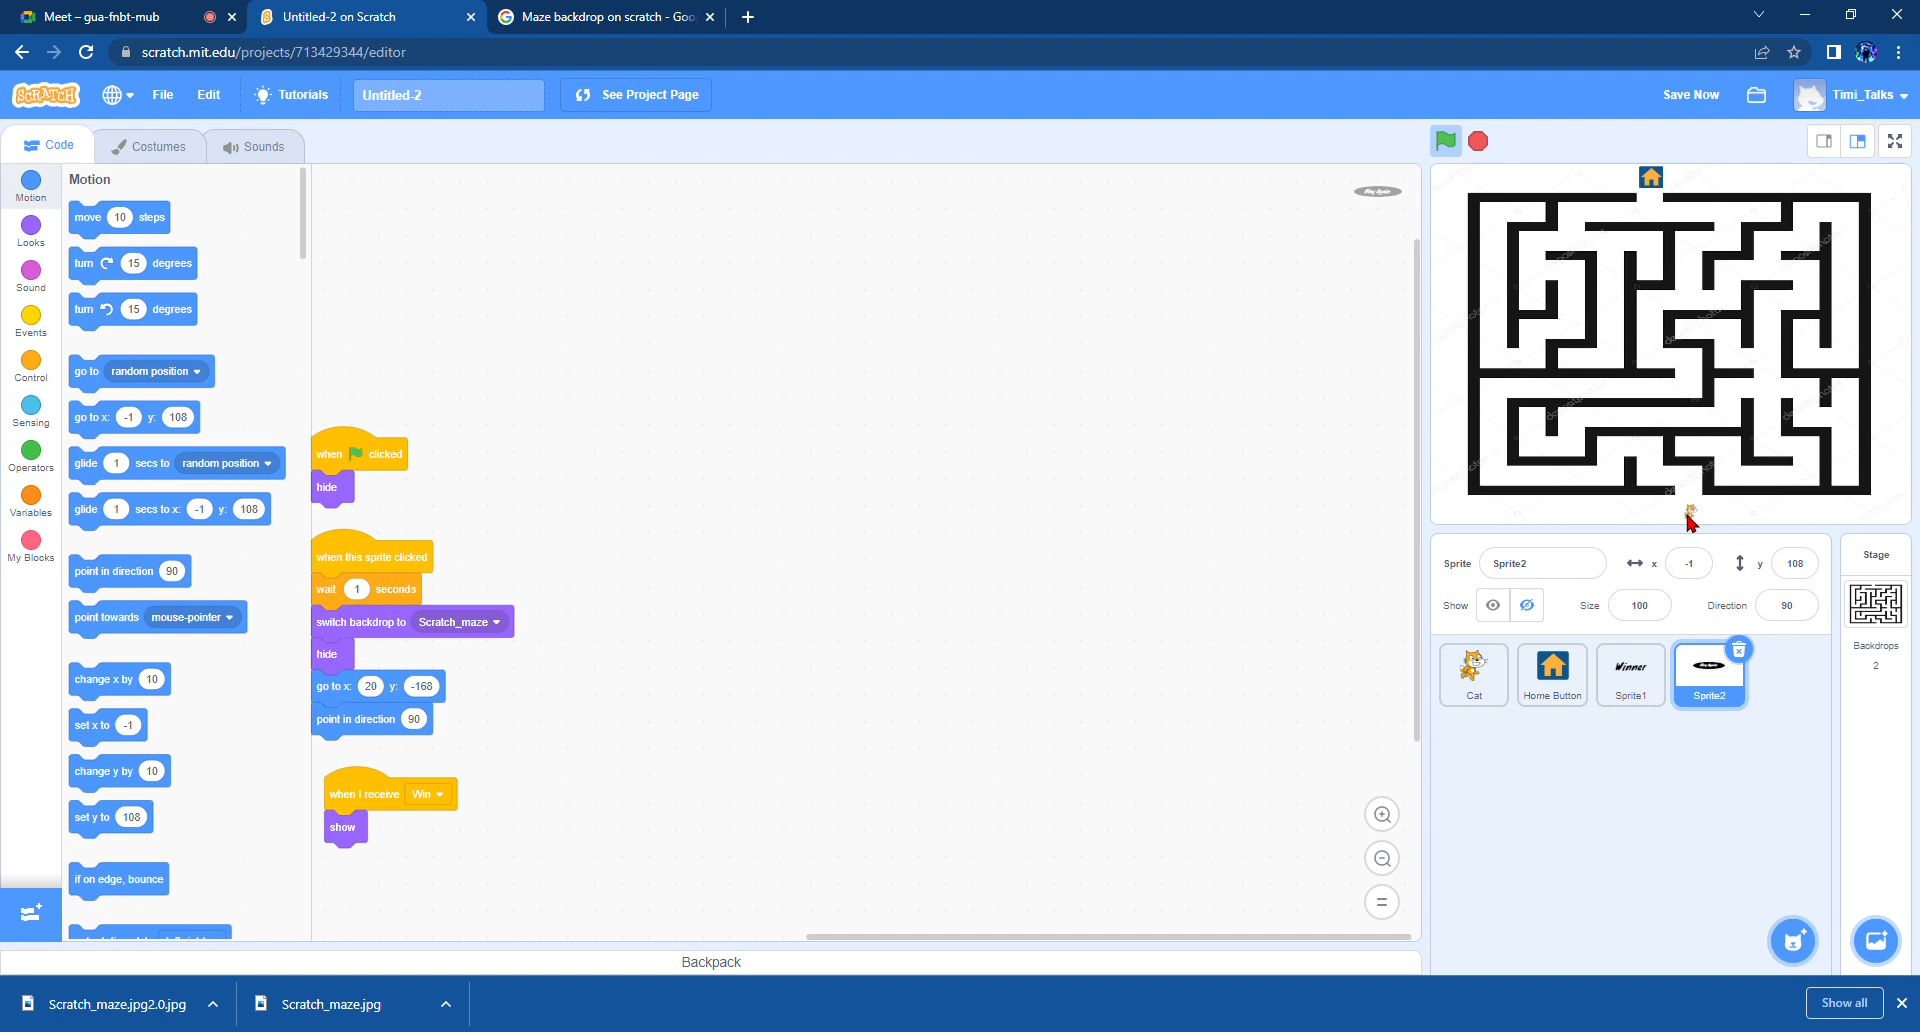 Meet – gua-fnbt-mub
Untitled-2 on Scratch
Maze backdrop on scratch - Goo
scratch.mit.edu/projects/713429344/editor
SCRATCH
File
Edit
Tutorials
Untitled-2
See Project Page
Save Now
Timi_Talks
Code
Costumes
Sounds
Motion
Looks
Sound
Events
Control
Sensing
Operators
Variables
My Blocks
Motion
move 10 steps
turn 15 degrees
turn 15 degrees
go to random position
go to x: -1 y: 108
glide 1 secs to random position
glide 1 secs to x: -1 y: 108
point in direction 90
point towards mouse-pointer
change x by 10
set x to -1
change y by 10
set y to 108
if on edge, bounce
when clicked
hide
when this sprite clicked
wait 1 seconds
switch backdrop to Scratch_maze
hide
go to x: 20 y: -168
point in direction 90
when I receive Win
show
Backpack
Sprite Sprite2
x -1
y 108
Show
Size 100
Direction 90
Cat
Home Button
Winner
Sprite1
Sprite2
Stage
Backdrops
2
Scratch_maze.jpg2.0.jpg
Scratch_maze.jpg
Show all